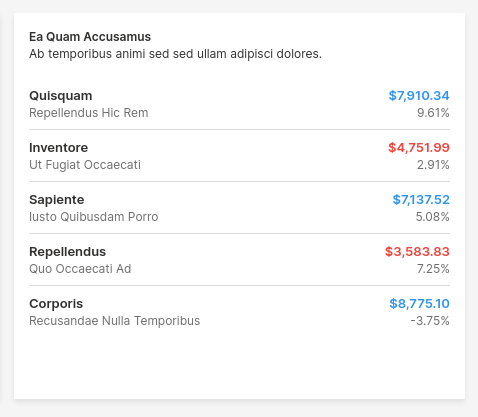 Ea Quam Accusamus
Ab temporibus animi sed sed ullam adipisci dolores.
Quisquam $7,910.34
Repellendus Hic Rem 9.61%
Inventore $4,751.99
Ut Fugiat Occaecati 2.91%
Sapiente $7,137.52
Iusto Quibusdam Porro 5.08%
Repellendus $3,583.83
Quo Occaecati Ad 7.25%
Corporis $8,775.10
Recusandae Nulla Temporibus -3.75%